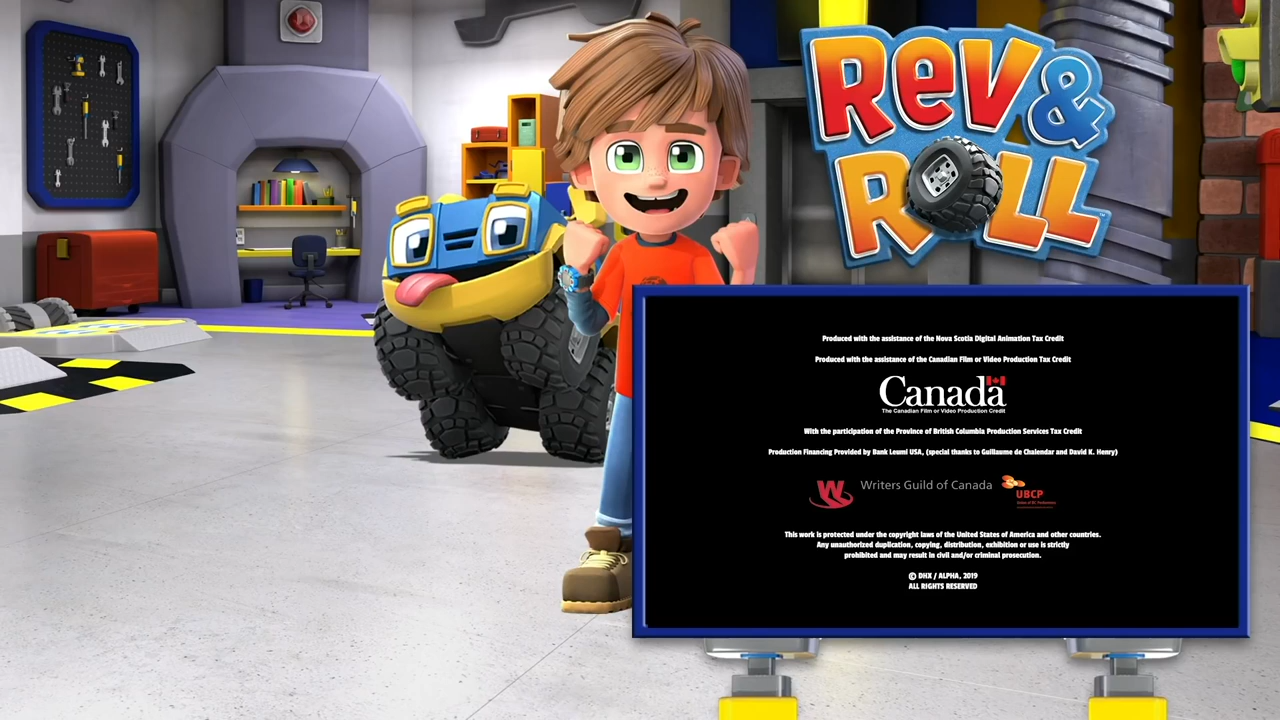 REV &
ROLL
Produced with the assistance of the Nova Scotia Digital Animation Tax Credit
Produced with the assistance of the Canadian Film or Video Production Tax Credit
Canada
The Canadian Film or Video Production Credit
With the participation of the Province of British Columbia Production Services Tax Credit
Production Financing Provided by Bank Leumi USA, (special thanks to Guillaume de Chalendar and David K. Henry)
W Writers Guild of Canada UBCP
Union of BC Performers
This work is protected under the copyright laws of the United States of America and other countries.
Any unauthorized duplication, copying, distribution, exhibition or use is strictly
prohibited and may result in civil and/or criminal prosecution.
© DHX / ALPHA, 2019
ALL RIGHTS RESERVED